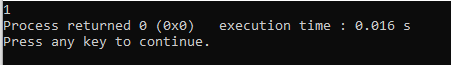 1
Process returned 0 (0x0)   execution time : 0.016 s
Press any key to continue.